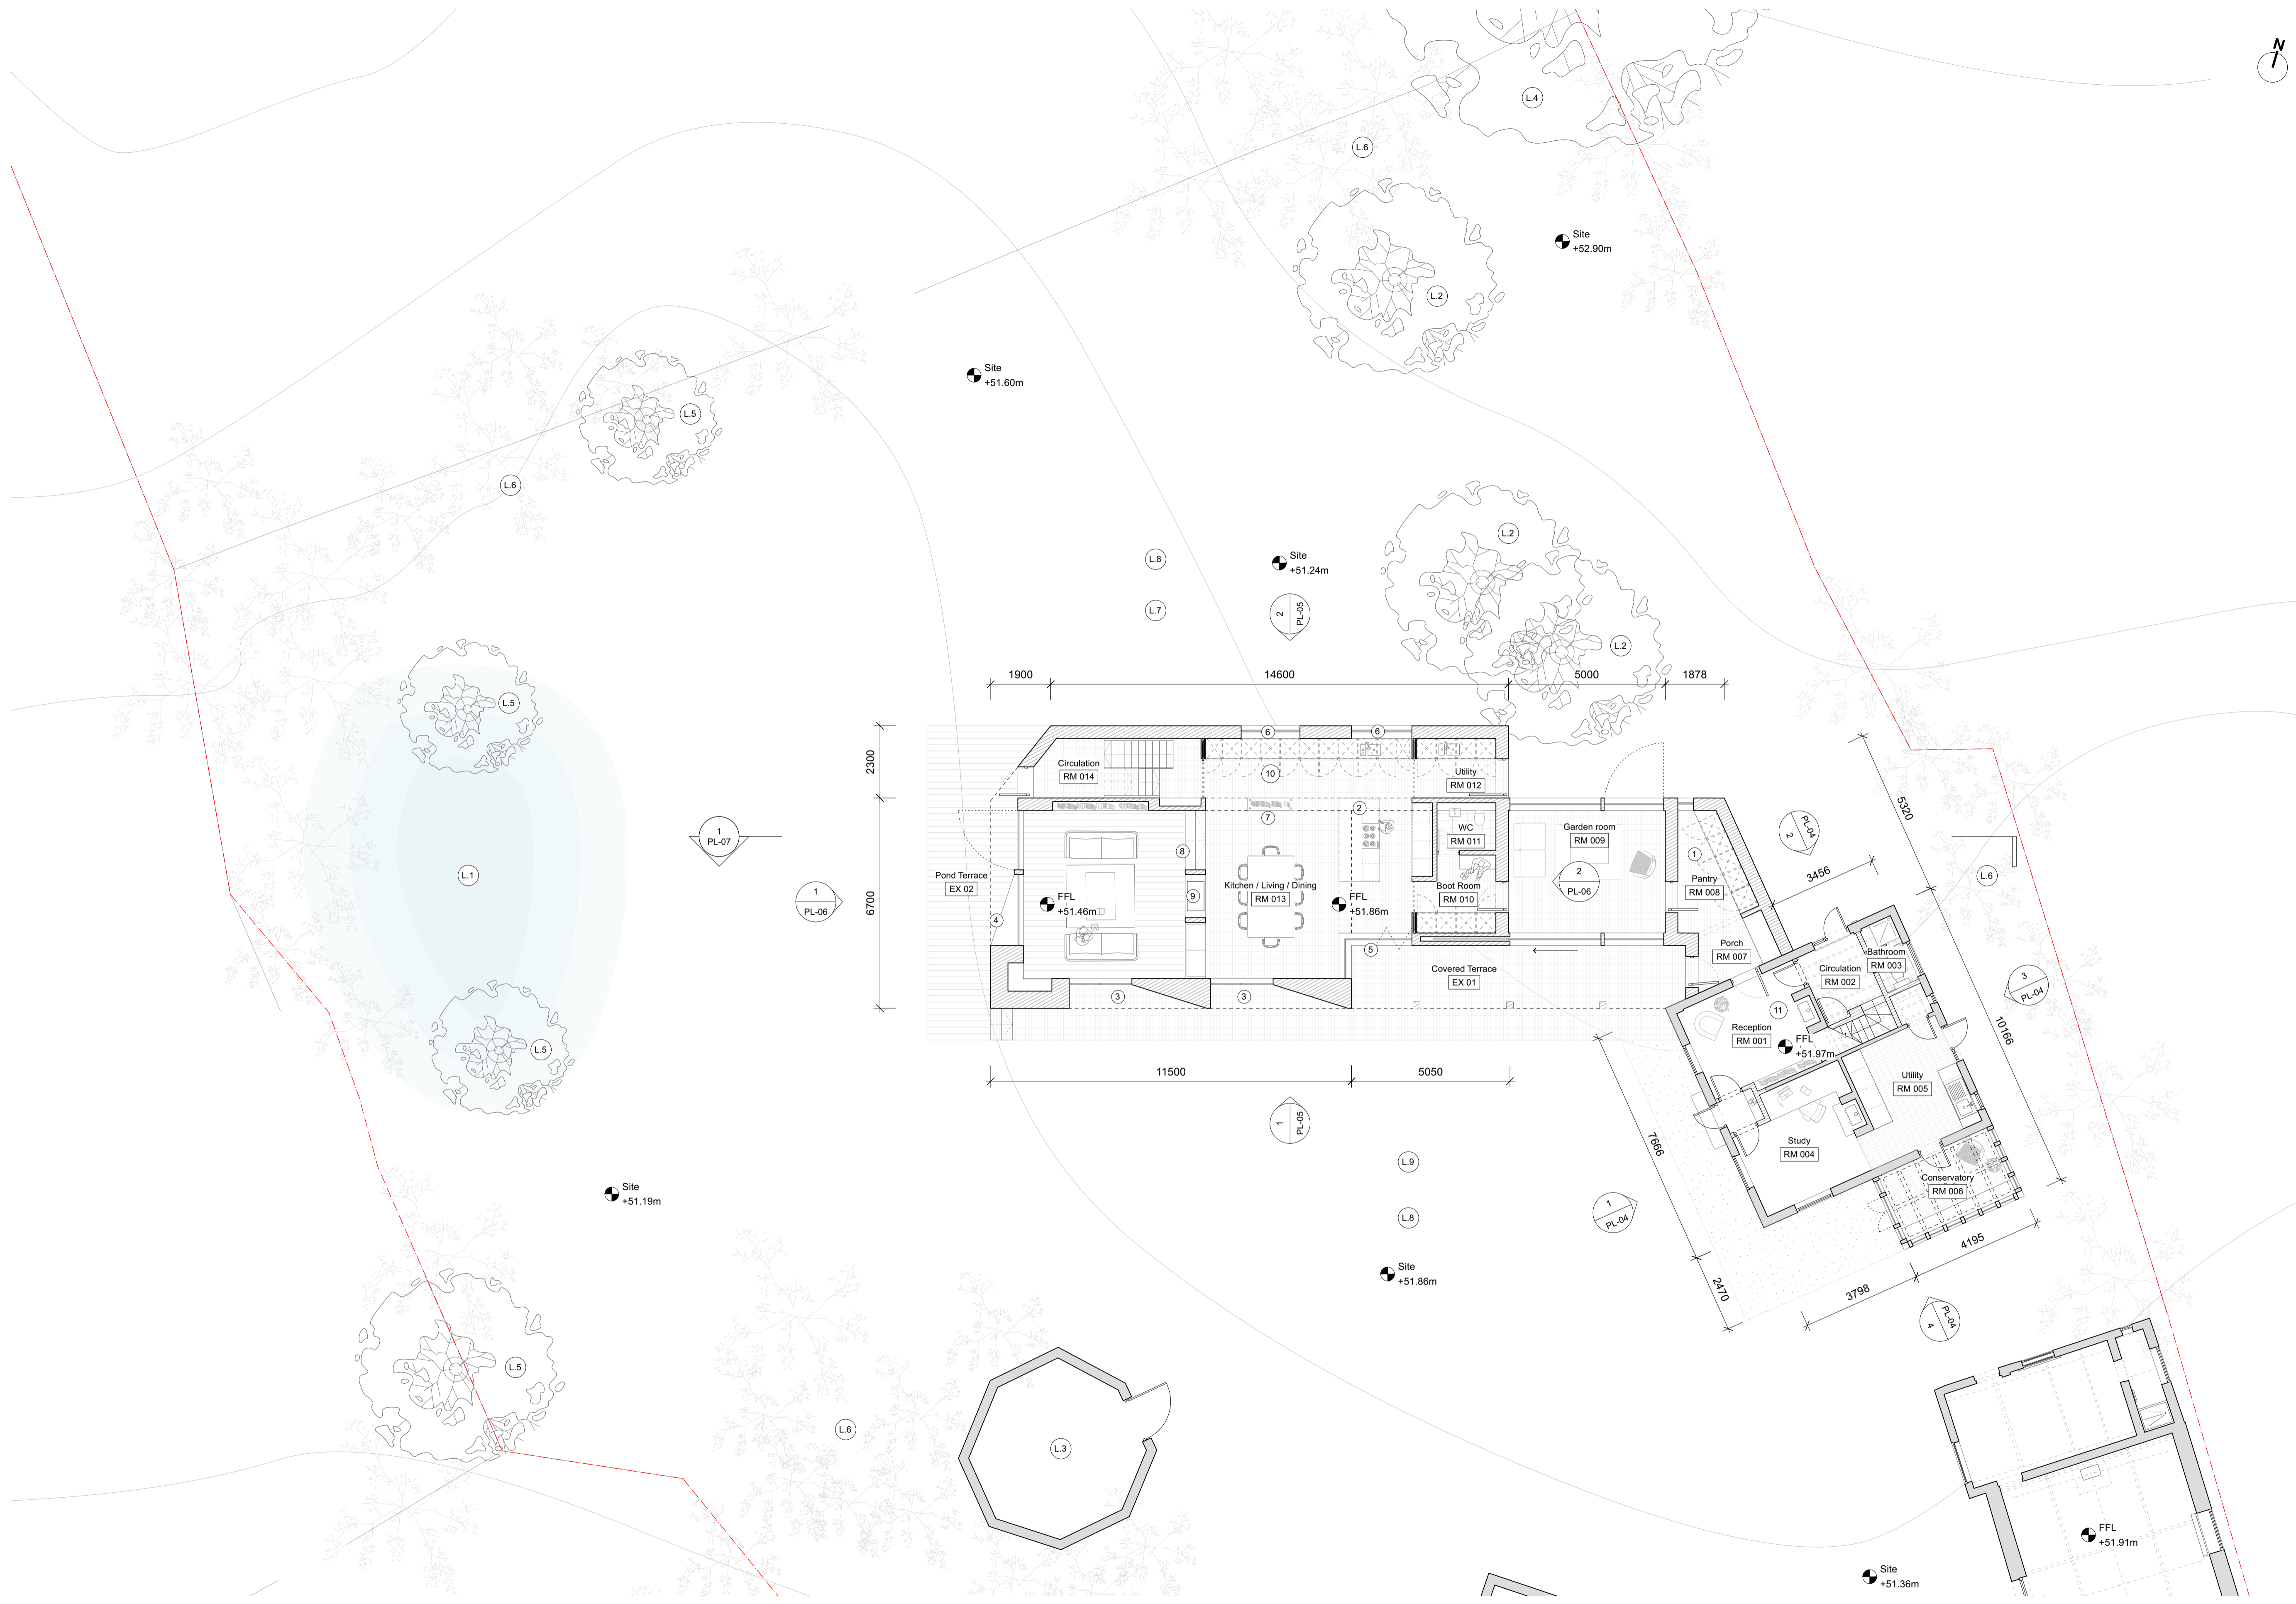 N
L.4
L.6
Site
+52.90m
L.2
Site
+51.60m
L.5
L.6
L.2
L.8
Site
+51.24m
L.7
2
PL-05
L.2
1900
14600
5000
1878
L.5
6
6
2300
Circulation
RM 014
10
Utility
RM 012
5320
2
7
WC
RM 011
Garden room
RM 009
2
PL-04
1
PL-07
8
1
L.1
Pond Terrace
EX 02
1
PL-06
6700
FFL
+51.46m
9
Kitchen / Living / Dining
RM 013
FFL
+51.86m
Boot Room
RM 010
2
PL-06
Pantry
RM 008
3456
L.6
4
5
Porch
RM 007
Bathroom
RM 003
Circulation
RM 002
3
PL-04
Covered Terrace
EX 01
3
3
11
Reception
RM 001
FFL
+51.97m
10166
L.5
11500
5050
Utility
RM 005
1
PL-05
7666
Study
RM 004
L.9
Conservatory
RM 006
Site
+51.19m
1
PL-04
L.8
4195
Site
+51.86m
2470
3798
4
PL-04
L.5
L.6
L.3
FFL
+51.91m
Site
+51.36m